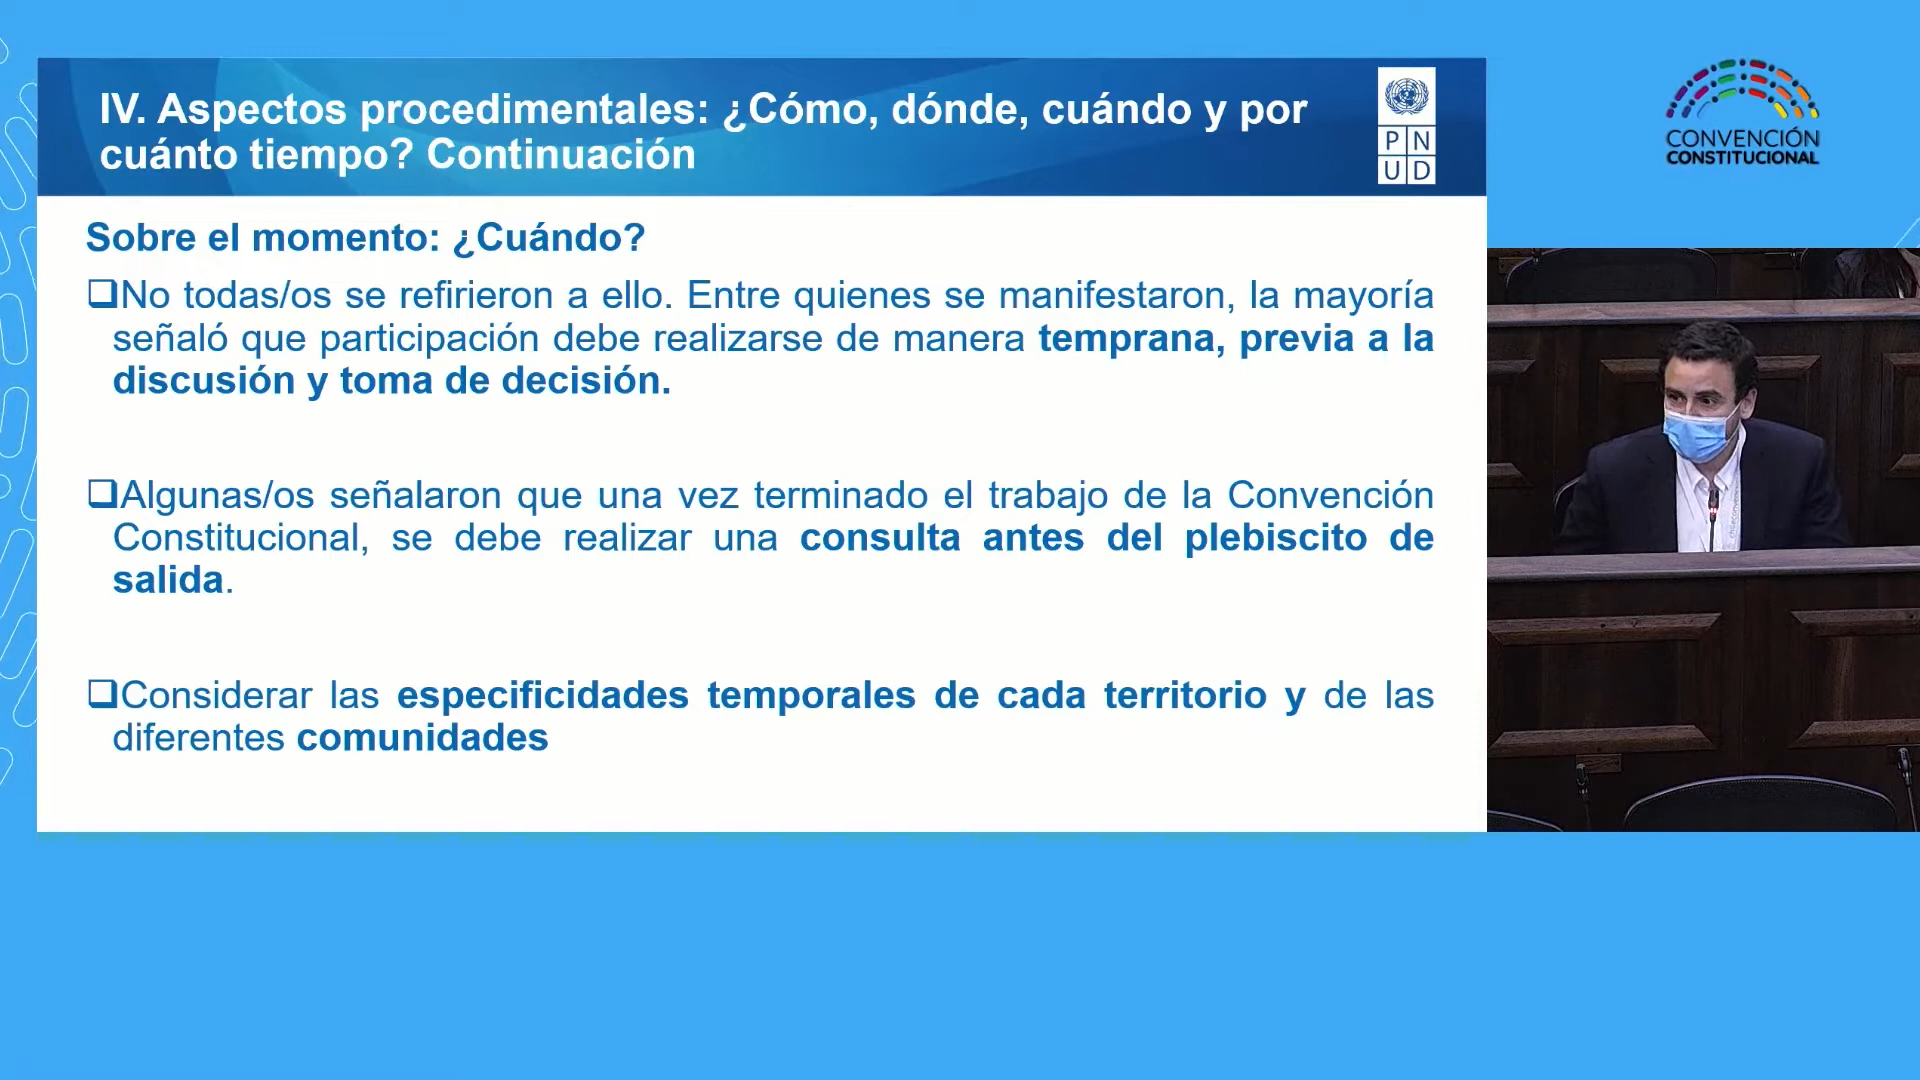 IV. Aspectos procedimentales: ¿Cómo, dónde, cuándo y por
cuánto tiempo? Continuación
P N
U D
CONVENCIÓN
CONSTITUCIONAL
Sobre el momento: ¿Cuándo?
No todas/os se refirieron a ello. Entre quienes se manifestaron, la mayoría
señaló que participación debe realizarse de manera temprana, previa a la
discusión y toma de decisión.
Algunas/os señalaron que una vez terminado el trabajo de la Convención
Constitucional, se debe realizar una consulta antes del plebiscito de
salida.
Considerar las especificidades temporales de cada territorio y de las
diferentes comunidades